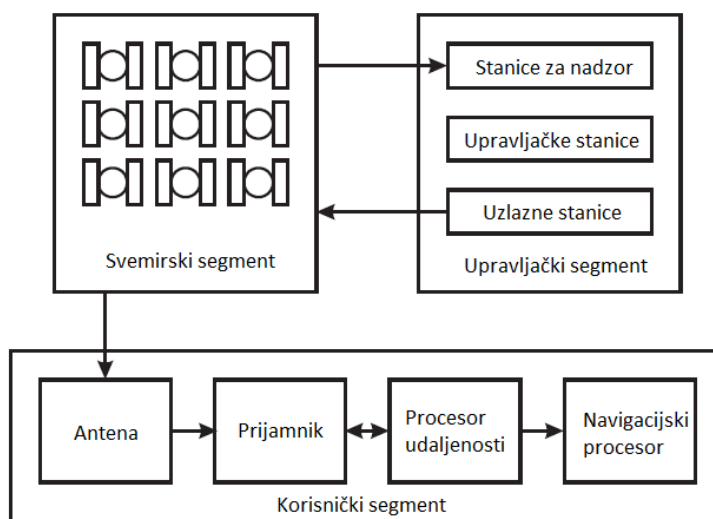 Stanice za nadzor
Upravljačke stanice
Uzlazne stanice
Svemirski segment
Upravljački segment
Antena
Prijamnik
Procesor
udaljenosti
Navigacijski
procesor
Korisnički segment